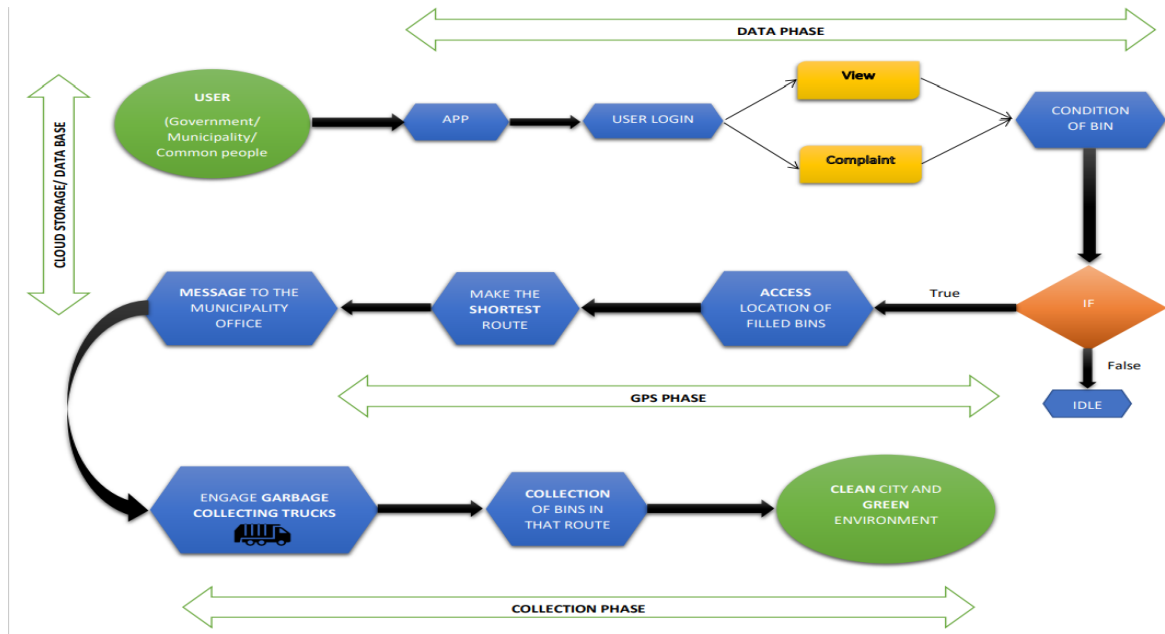 DATA PHASE
USER
(Government/
Municipality/
Common people
APP
USER LOGIN
View
Complaint
CONDITION
OF BIN
CLOUD STORAGE/ DATA BASE
MESSAGE TO THE
MUNICIPALITY
OFFICE
MAKE THE
SHORTEST
ROUTE
ACCESS
LOCATION OF
FILLED BINS
True
IF
False
IDLE
GPS PHASE
ENGAGE GARBAGE
COLLECTING TRUCKS
COLLECTION
OF BINS IN
THAT ROUTE
CLEAN CITY AND
GREEN
ENVIRONMENT
COLLECTION PHASE